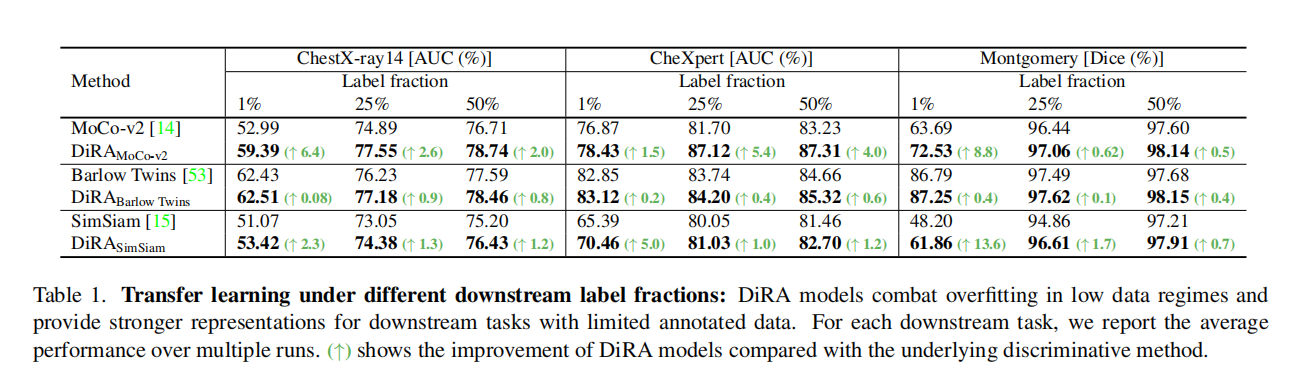 ChestX-ray14 [AUC (%)] CheXpert [AUC (%)] Montgomery [Dice (%)]
Method Label fraction Label fraction Label fraction
1% 25% 50% 1% 25% 50% 1% 25% 50%
MoCo-v2 [14] 52.99 74.89 76.71 76.87 81.70 83.23 63.69 96.44 97.60
DiRAMoCo-v2 59.39 (↑ 6.4) 77.55 (↑ 2.6) 78.74 (↑ 2.0) 78.43 (↑ 1.5) 87.12 (↑ 5.4) 87.31 (↑ 4.0) 72.53 (↑ 8.8) 97.06 (↑ 0.62) 98.14 (↑ 0.5)
Barlow Twins [53] 62.43 76.23 77.59 82.85 83.74 84.66 86.79 97.49 97.68
DiRABarlow Twins 62.51 (↑ 0.08) 77.18 (↑ 0.9) 78.46 (↑ 0.8) 83.12 (↑ 0.2) 84.20 (↑ 0.4) 85.32 (↑ 0.6) 87.25 (↑ 0.4) 97.62 (↑ 0.1) 98.15 (↑ 0.4)
SimSiam [15] 51.07 73.05 75.20 65.39 80.05 81.46 48.20 94.86 97.21
DiRASimSiam 53.42 (↑ 2.3) 74.38 (↑ 1.3) 76.43 (↑ 1.2) 70.46 (↑ 5.0) 81.03 (↑ 1.0) 82.70 (↑ 1.2) 61.86 (↑ 13.6) 96.61 (↑ 1.7) 97.91 (↑ 0.7)
Table 1. Transfer learning under different downstream label fractions: DiRA models combat overfitting in low data regimes and
provide stronger representations for downstream tasks with limited annotated data. For each downstream task, we report the average
performance over multiple runs. (↑) shows the improvement of DiRA models compared with the underlying discriminative method.